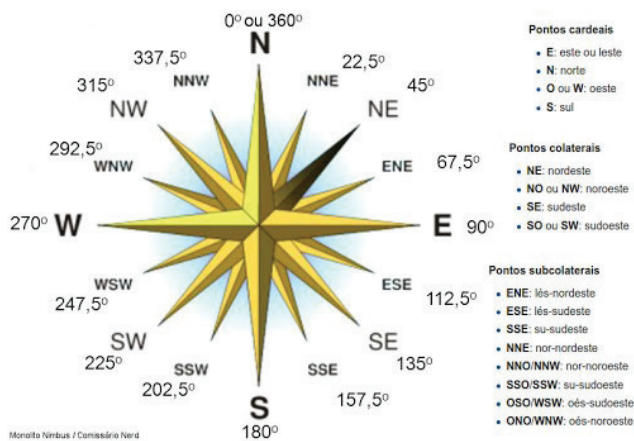 0º ou 360º
N
337,5º
NNW
NNE
22,5º
315º
NW
NE
45º
292,5º
WNW
ENE
67,5º
270º
W
E
90º
WSW
247,5º
ESE
112,5º
SW
225º
SE
135º
SSW
202,5º
SSE
157,5º
S
180º
Monolito Nimbus / Comissário Nerd
Pontos cardeais
• E: este ou leste
• N: norte
• O ou W: oeste
• S: sul
Pontos colaterais
• NE: nordeste
• NO ou NW: noroeste
• SE: sudeste
• SO ou SW: sudoeste
Pontos subcolaterais
• ENE: lés-nordeste
• ESE: lés-sudeste
• SSE: su-sudeste
• NNE: nor-nordeste
• NNO/NNW: nor-noroeste
• SSO/SSW: su-sudoeste
• OSO/WSW: oés-sudoeste
• ONO/WNW: oés-noroeste